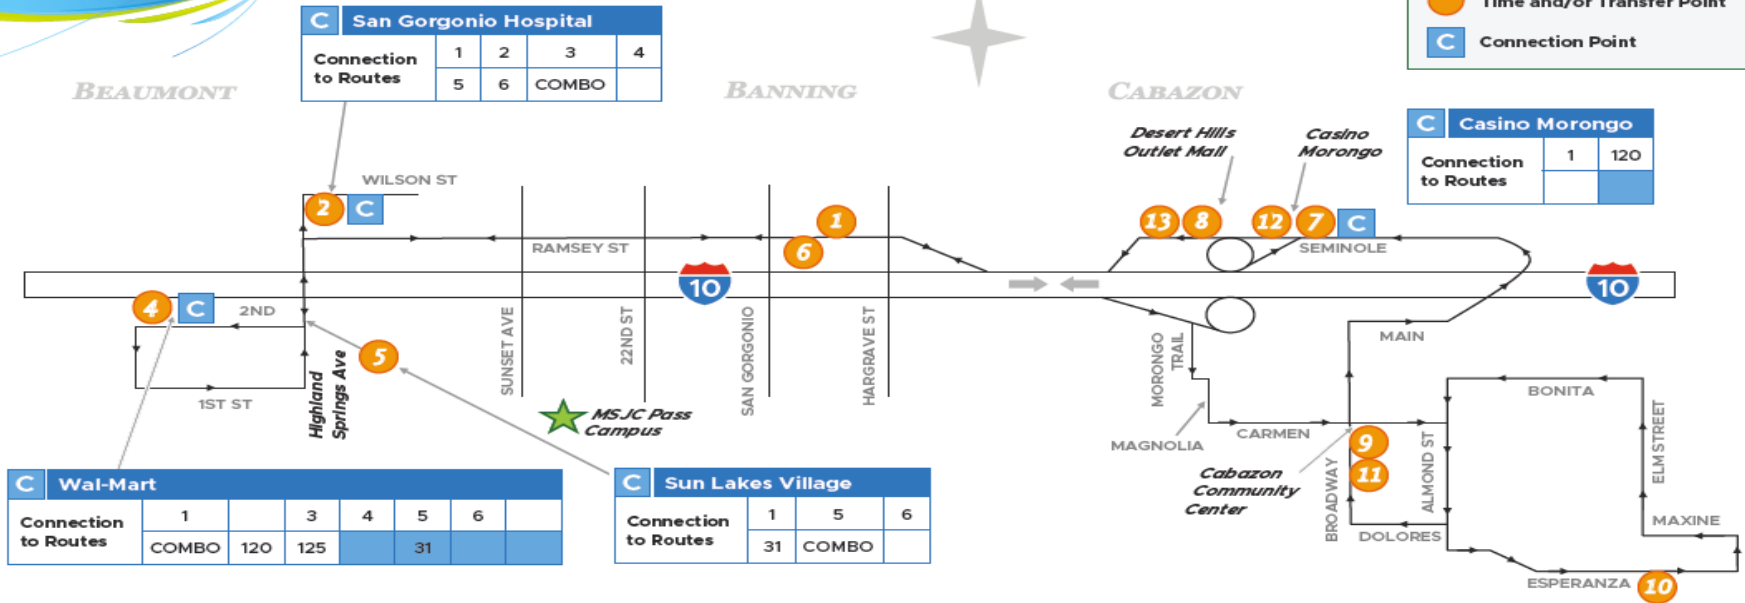 C San Gorgonio Hospital
Connection to Routes
1 2 3 4
5 6 COMBO
Time and/or Transfer Point
C Connection Point
BEAUMONT
BANNING
CABAZON
C Casino Morongo
Connection to Routes
1 120
Desert Hills
Outlet Mall
Casino
Morongo
WILSON ST
2 C
1
13 8 12 7 C
RAMSEY ST
6
SEMINOLE
10
10
4 C
2ND
5
1ST ST
Highland
Springs Ave
SUNSET AVE
22ND ST
SAN GORGONIO
HARGRAVE ST
MSJC Pass
Campus
MORONGO
TRAIL
MAGNOLIA
CARMEN
MAIN
BONITA
ELM STREET
9
11
Cabazon
Community
Center
BROADWAY
ALMOND ST
DOLORES
MAXINE
ESPERANZA
10
C Wal-Mart
Connection to Routes
1 3 4 5 6
COMBO 120 125 31
C Sun Lakes Village
Connection to Routes
1 5 6
31 COMBO